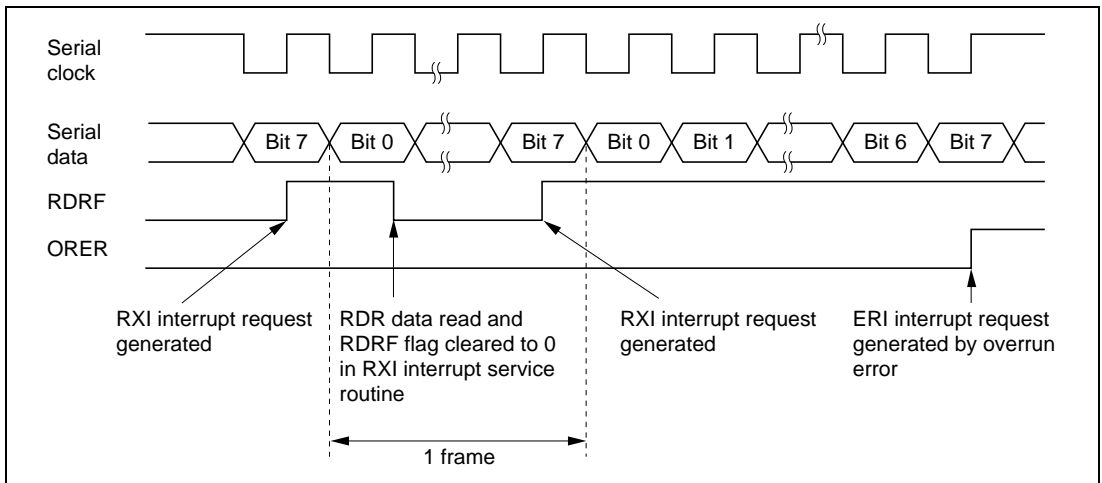 Serial
clock
Serial
data
Bit 7
Bit 0
Bit 7
Bit 0
Bit 1
Bit 6
Bit 7
RDRF
ORER
RXI interrupt request
generated
RDR data read and
RDRF flag cleared to 0
in RXI interrupt service
routine
RXI interrupt request
generated
ERI interrupt request
generated by overrun
error
1 frame